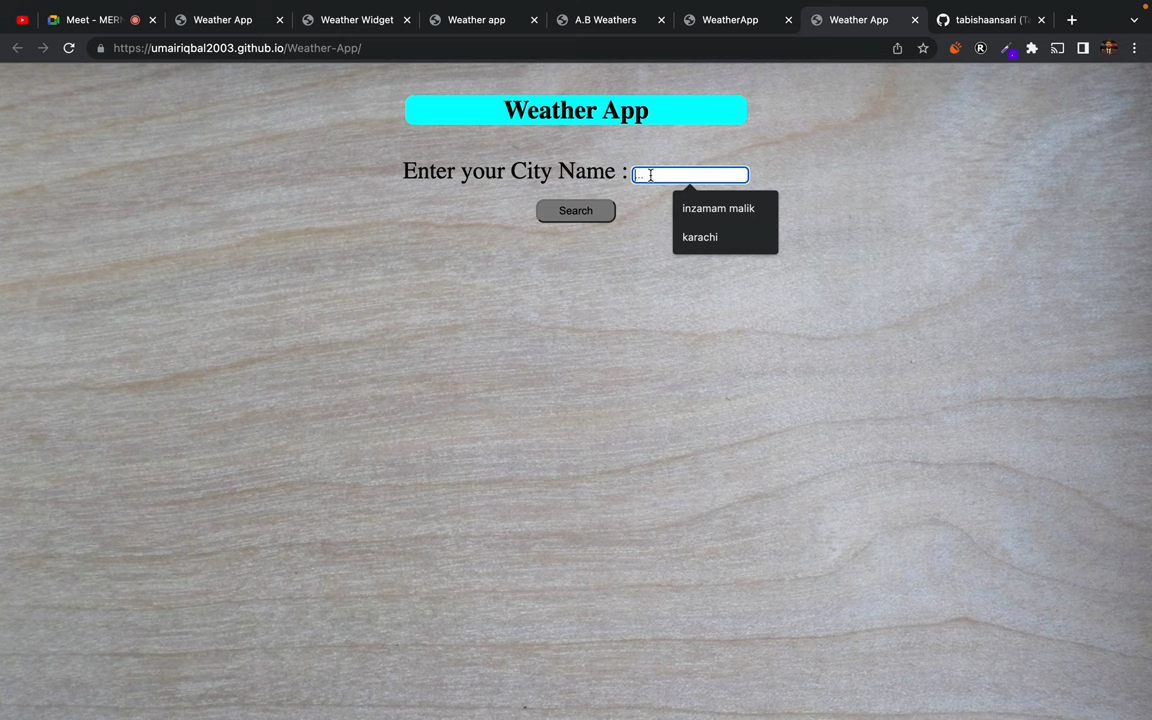 Meet - MERN
Weather App
Weather Widget
Weather app
A.B Weathers
WeatherApp
Weather App
tabishaansari (Ta
https://umairiqbal2003.github.io/Weather-App/
Weather App
Enter your City Name :
...
Search
inzamam malik
karachi